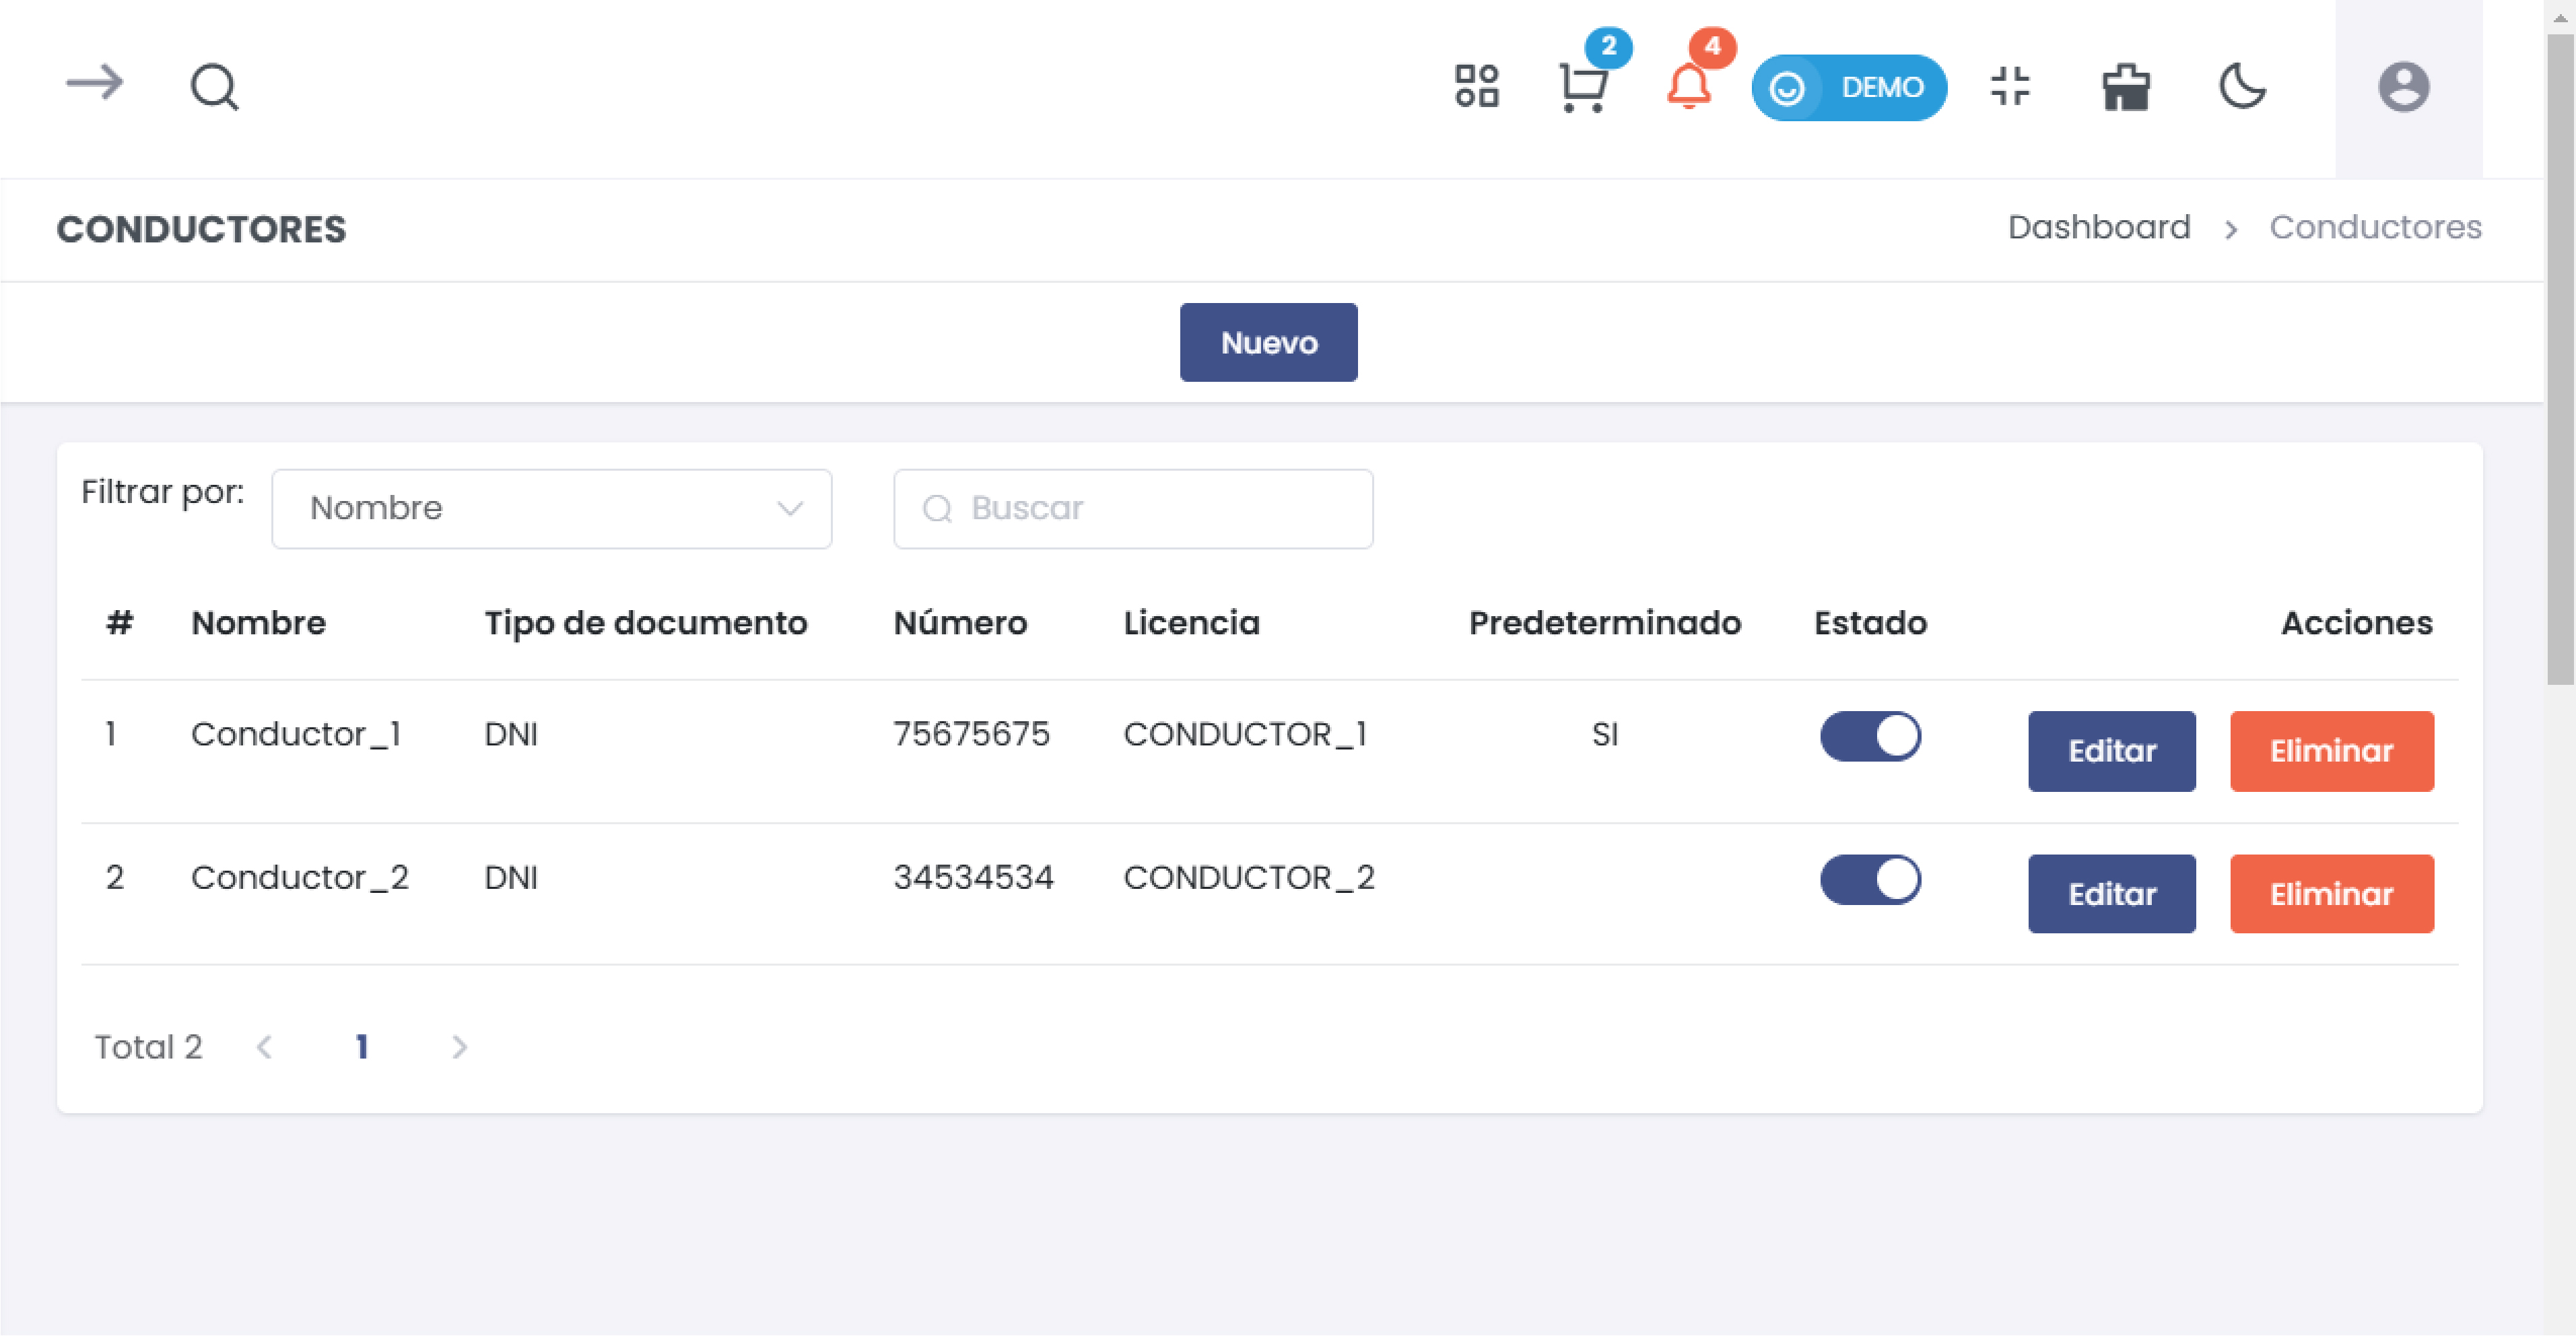 2 4
DEMO
CONDUCTORES Dashboard > Conductores
Nuevo
Filtrar por: Nombre Buscar
# Nombre Tipo de documento Número Licencia Predeterminado Estado Acciones
1 Conductor_1 DNI 75675675 CONDUCTOR_1 SI Editar Eliminar
2 Conductor_2 DNI 34534534 CONDUCTOR_2 Editar Eliminar
Total 2 < 1 >